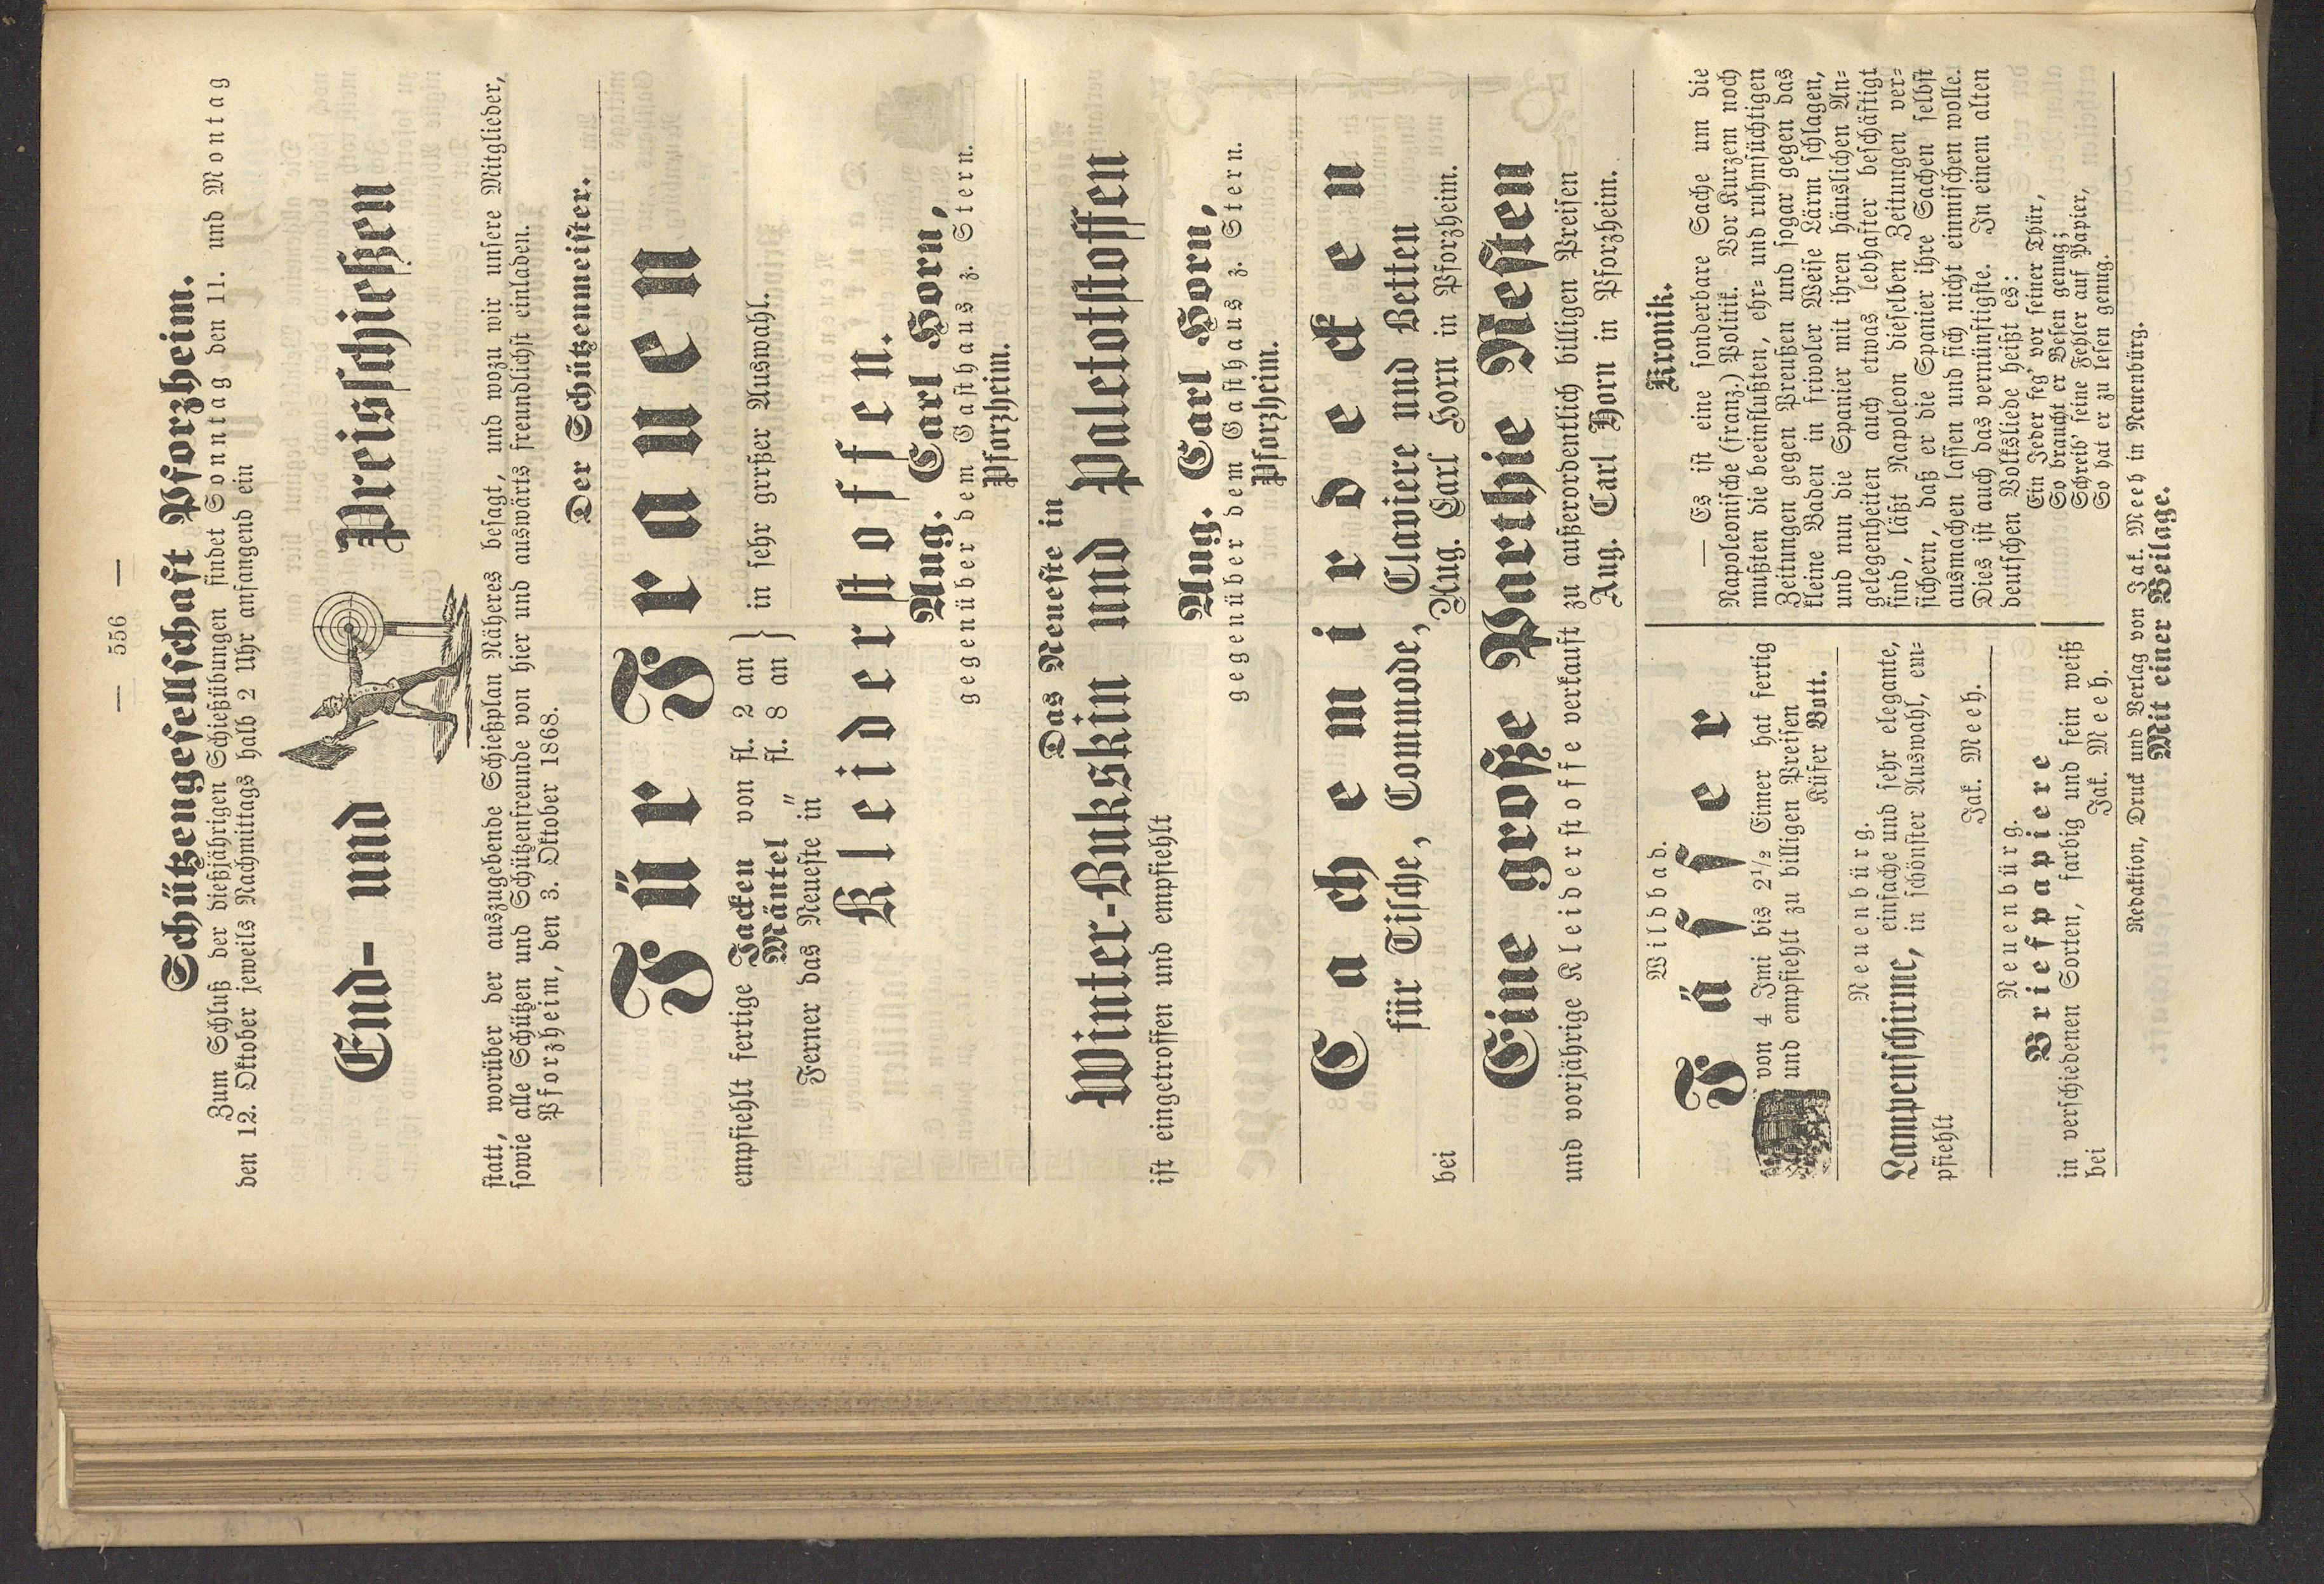 — 556 —
Schützengesellschaft Pforzheim.
Zum Schluß der dießjährigen Schießübungen findet Sonntag den 11. und Montag
den 12. Oktober jeweils Nachmittags halb 2 Uhr anfangend ein
End- und Preisschießen
statt, worüber der auszugebende Schießplan Näheres besagt, und wozu wir unsere Mitglieder,
sowie alle Schützen und Schützenfreunde von hier und auswärts freundlichst einladen.
Pforzheim, den 3. Oktober 1868.
Der Schützenmeister.
Für Frauen
empfiehlt fertige Jacken von fl. 2 an } in sehr grrßer Auswahl.
Mäntel " fl. 8 an
Ferner das Neueste in
Kleiderstoffen.
Aug. Carl Horn,
gegenüber dem Gasthaus z. Stern.
Pforzheim.
Das Neueste in
Winter-Bukskin und Paletotstoffen
ist eingetroffen und empfiehlt
Aug. Carl Horn,
gegenüber dem Gasthaus z. Stern.
Pforzheim.
Cachemirdecken
für Tische, Commode, Claviere und Betten
bei Aug. Carl Horn in Pforzheim.
Eine große Parthie Resten
und vorjährige Kleiderstoffe verkauft zu außerordentlich billigen Preisen
Aug. Carl Horn in Pforzheim.
Wildbad.
Fässer
von 4 Imi bis 2½ Eimer hat fertig
und empfiehlt zu billigen Preisen
Küfer Bott.
Neuenbürg.
Lampenschirme, einfache und sehr elegante,
in schönster Auswahl, em-
pfiehlt
Jak. Meeh.
Neuenbürg.
Briefpapiere
in verschiedenen Sorten, farbig und fein weiß
bei Jak. Meeh.
Kronik.
— Es ist eine sonderbare Sache um die
Napoleonische (franz.) Politik. Vor Kurzem noch
mußten die beeinflußten, ehr- und ruhmsüchtigen
Zeitungen gegen Preußen und sogar gegen das
kleine Baden in frivoler Weise Lärm schlagen,
und nun die Spanier mit ihren häuslichen An-
gelegenheiten auch etwas lebhafter beschäftigt
sind, läßt Napoleon dieselben Zeitungen ver-
sichern, daß er die Spanier ihre Sachen selbst
ausmachen lassen und sich nicht einmischen wolle.
Dies ist auch das vernünftigste. In einem alten
deutschen Volksliede heißt es:
Ein Jeder feg' vor seiner Thür,
So braucht er Besen genug;
Schreib' seine Fehler auf Papier,
So hat er zu lesen genug.
Redaktion, Druck und Verlag von Jak. Meeh in Neuenbürg.
Mit einer Beilage.